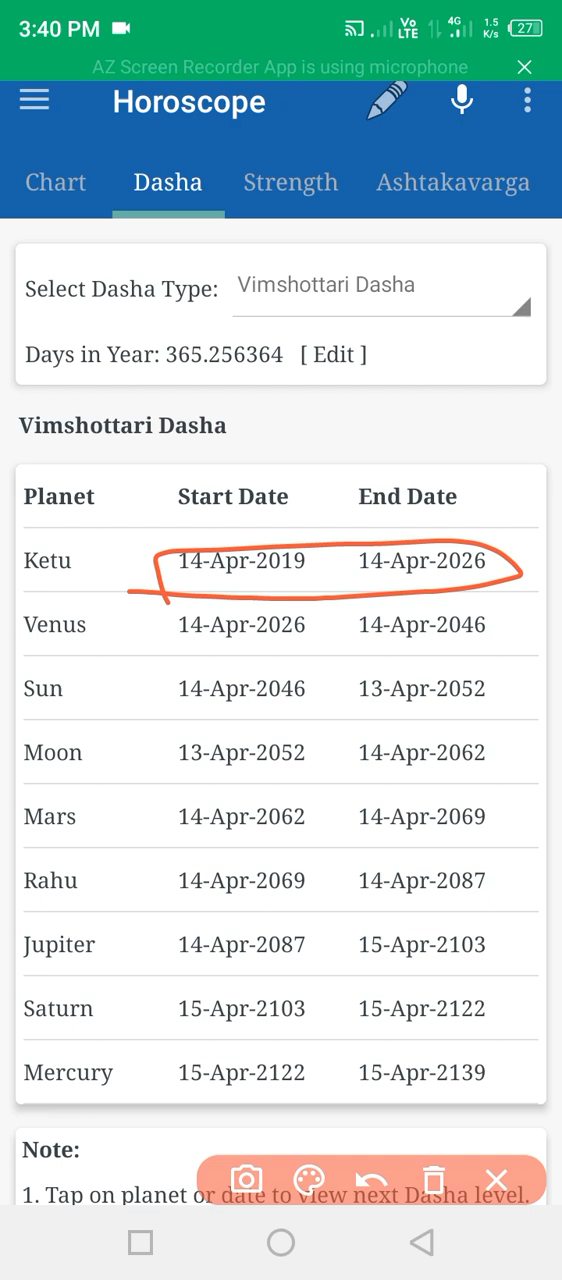 3:40 PM Vo LTE 4G 1.5 K/s 27
AZ Screen Recorder App is using microphone
Horoscope
Chart Dasha Strength Ashtakavarga
Select Dasha Type: Vimshottari Dasha
Days in Year: 365.256364 [ Edit ]
Vimshottari Dasha
Planet Start Date End Date
Ketu 14-Apr-2019 14-Apr-2026
Venus 14-Apr-2026 14-Apr-2046
Sun 14-Apr-2046 13-Apr-2052
Moon 13-Apr-2052 14-Apr-2062
Mars 14-Apr-2062 14-Apr-2069
Rahu 14-Apr-2069 14-Apr-2087
Jupiter 14-Apr-2087 15-Apr-2103
Saturn 15-Apr-2103 15-Apr-2122
Mercury 15-Apr-2122 15-Apr-2139
Note:
1. Tap on planet or date to view next Dasha level.